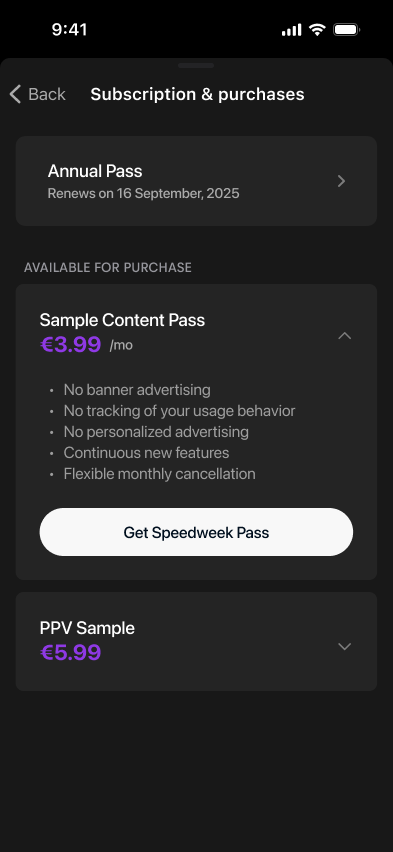 9:41
Back Subscription & purchases
Annual Pass
Renews on 16 September, 2025
AVAILABLE FOR PURCHASE
Sample Content Pass
€3.99 /mo
• No banner advertising
• No tracking of your usage behavior
• No personalized advertising
• Continuous new features
• Flexible monthly cancellation
Get Speedweek Pass
PPV Sample
€5.99